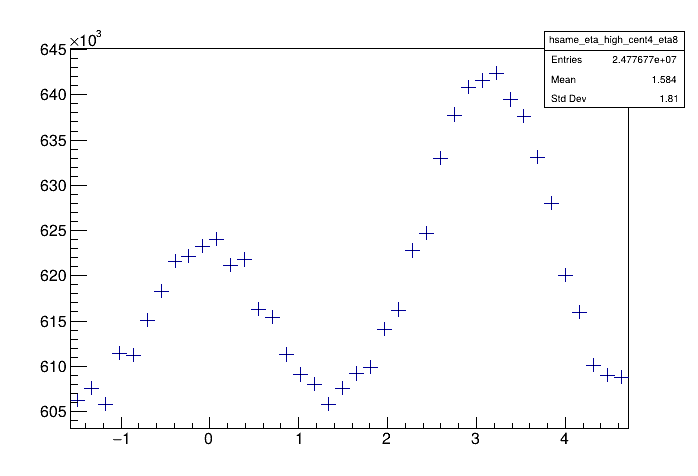 ×10³
hsame_eta_high_cent4_eta8
Entries 2.477677e+07
Mean 1.584
Std Dev 1.81
645
640
635
630
625
620
615
610
605
−1 0 1 2 3 4